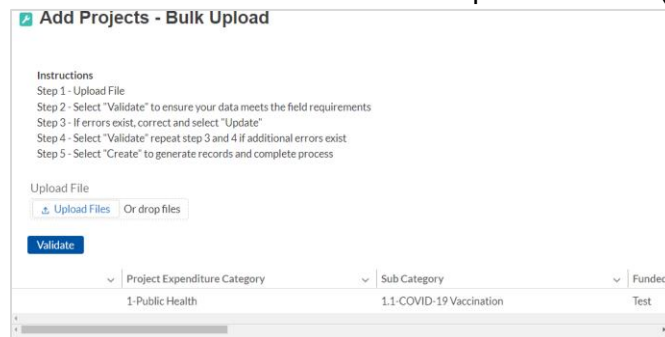 Add Projects - Bulk Upload
Instructions
Step 1 - Upload File
Step 2 - Select "Validate" to ensure your data meets the field requirements
Step 3 - If errors exist, correct and select "Update"
Step 4 - Select "Validate" repeat step 3 and 4 if additional errors exist
Step 5 - Select "Create" to generate records and complete process
Upload File
Upload Files Or drop files
Validate
Project Expenditure Category Sub Category Funded
1-Public Health 1.1-COVID-19 Vaccination Test